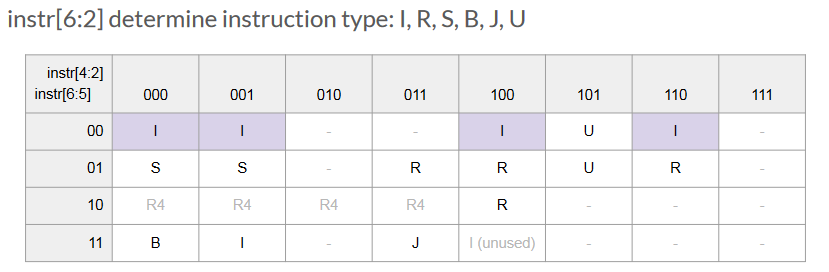 instr[6:2] determine instruction type: I, R, S, B, J, U
instr[4:2]
instr[6:5] 000 001 010 011 100 101 110 111
00 I I - - I U I -
01 S S - R R U R -
10 R4 R4 R4 R4 R - - -
11 B I - J I (unused) - - -